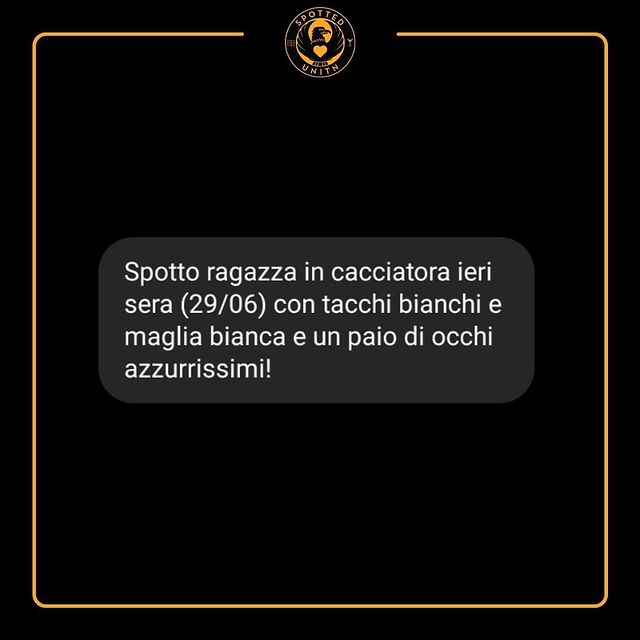 SPOTTED
UNITN
Spotto ragazza in cacciatora ieri
sera (29/06) con tacchi bianchi e
maglia bianca e un paio di occhi
azzurrissimi!